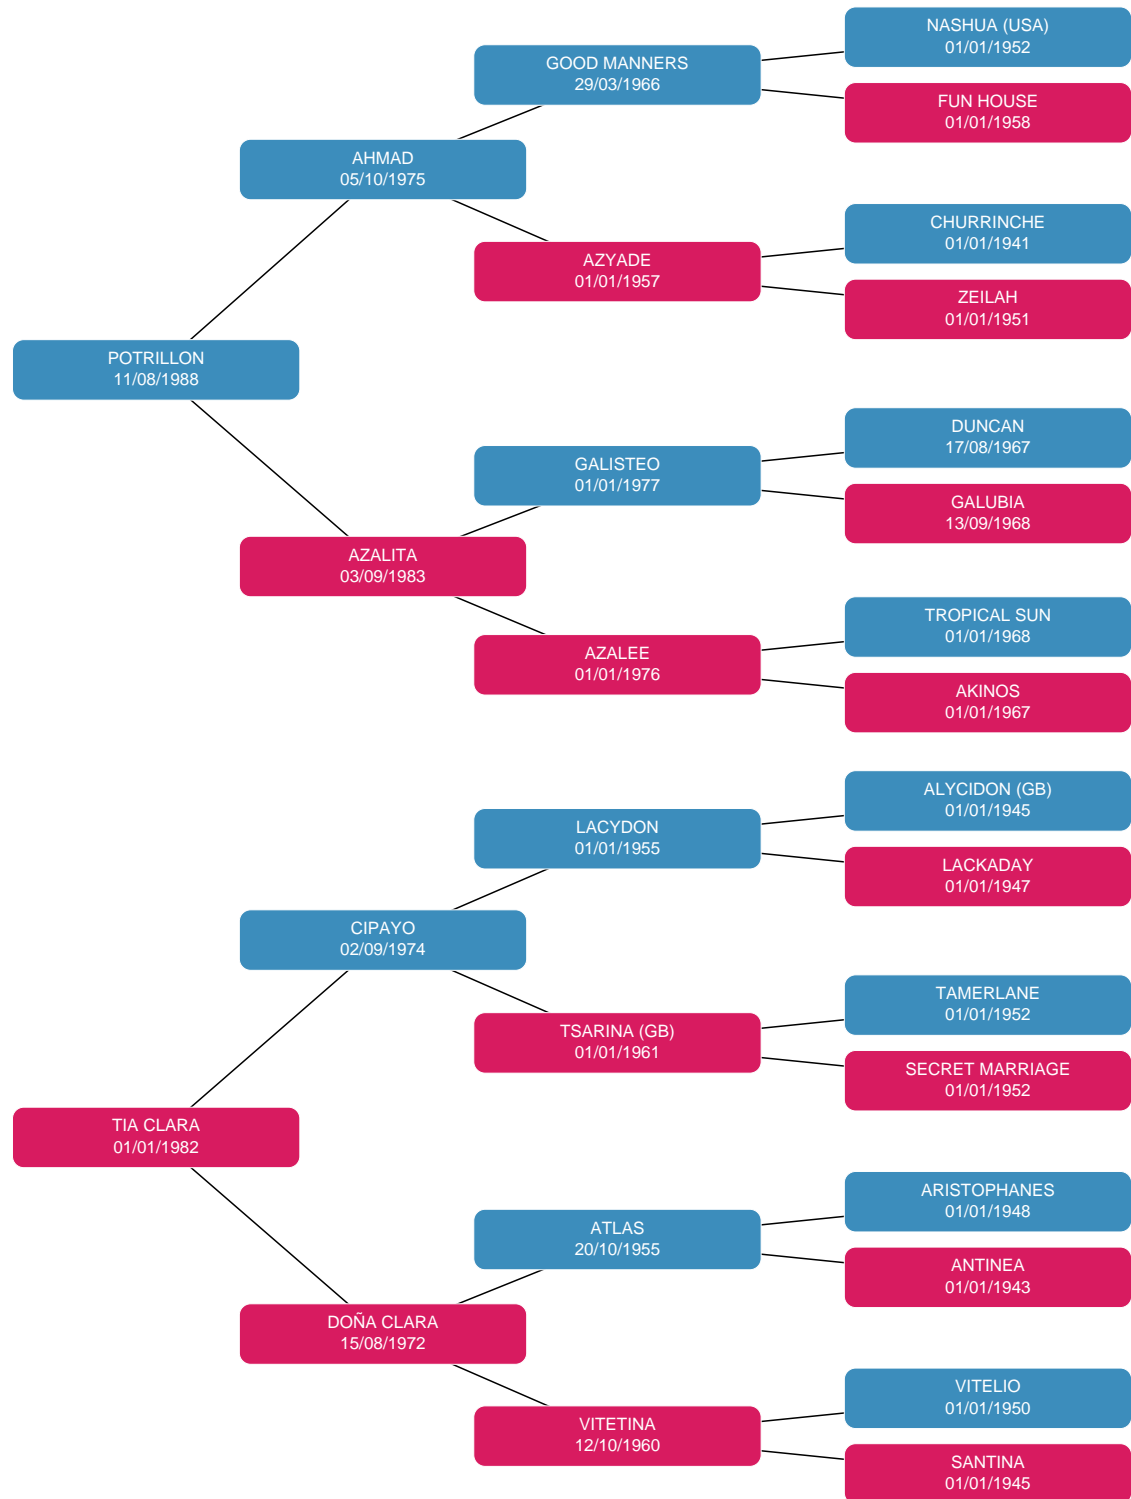 NASHUA (USA)
01/01/1952
GOOD MANNERS
29/03/1966
FUN HOUSE
01/01/1958
AHMAD
05/10/1975
CHURRINCHE
01/01/1941
AZYADE
01/01/1957
ZEILAH
01/01/1951
POTRILLON
11/08/1988
DUNCAN
17/08/1967
GALISTEO
01/01/1977
GALUBIA
13/09/1968
AZALITA
03/09/1983
TROPICAL SUN
01/01/1968
AZALEE
01/01/1976
AKINOS
01/01/1967
ALYCIDON (GB)
01/01/1945
LACYDON
01/01/1955
LACKADAY
01/01/1947
CIPAYO
02/09/1974
TAMERLANE
01/01/1952
TSARINA (GB)
01/01/1961
SECRET MARRIAGE
01/01/1952
TIA CLARA
01/01/1982
ARISTOPHANES
01/01/1948
ATLAS
20/10/1955
ANTINEA
01/01/1943
DOÑA CLARA
15/08/1972
VITELIO
01/01/1950
VITETINA
12/10/1960
SANTINA
01/01/1945